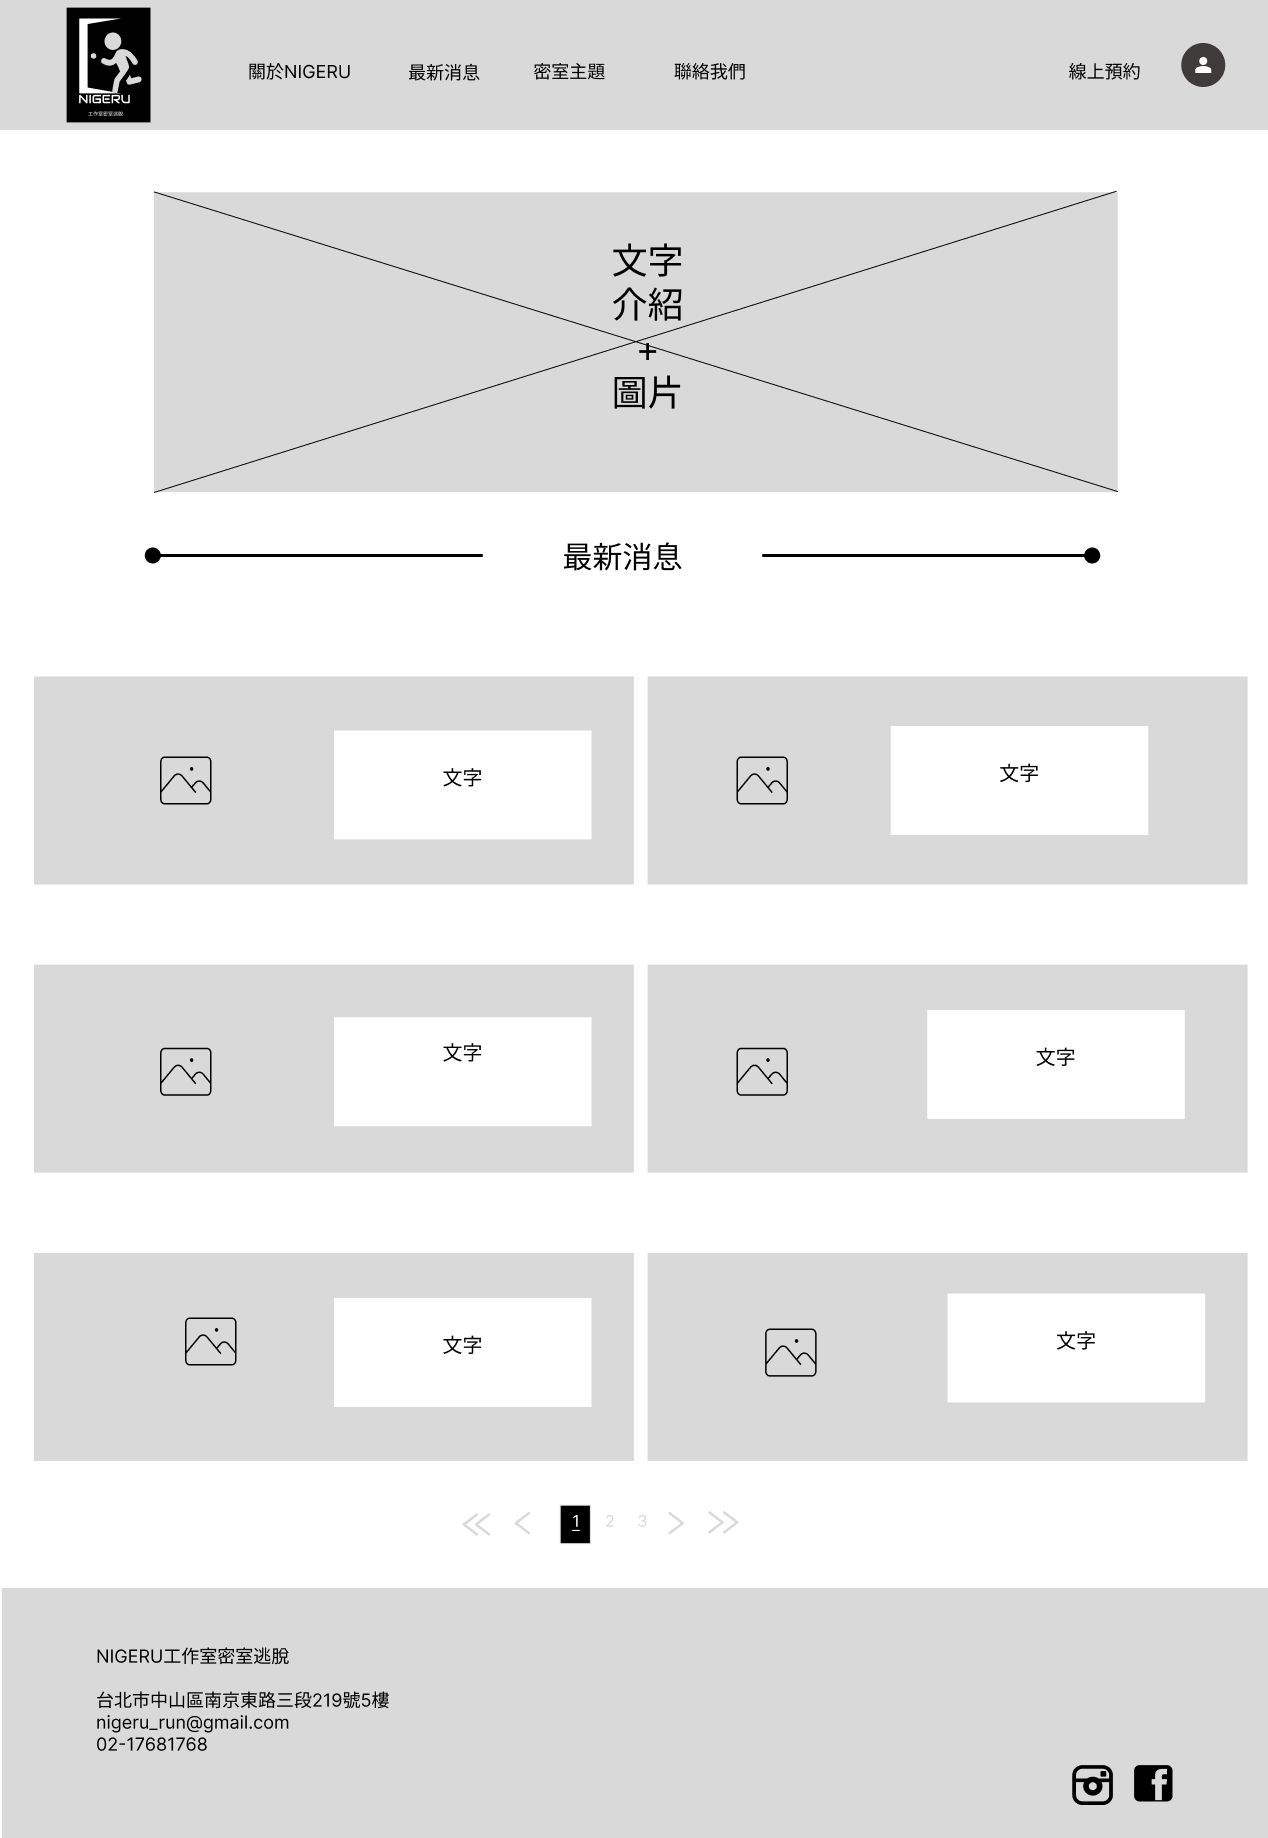 NIGERU
工作室密室逃脫
關於NIGERU
最新消息
密室主題
聯絡我們
線上預約
文字
介紹
+
圖片
最新消息
文字
文字
文字
文字
文字
文字
1 2 3
NIGERU工作室密室逃脫
台北市中山區南京東路三段219號5樓
nigeru_run@gmail.com
02-17681768